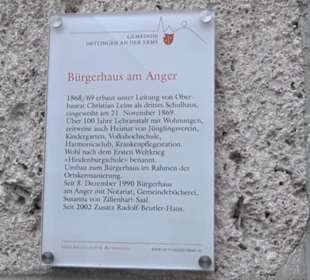 GEMEINDE
DETTINGEN AN DER ERMS
Bürgerhaus am Anger
1868/69 erbaut unter Leitung von Ober-
baurat Christian Leins als drittes Schulhaus,
eingeweiht am 21. November 1869.
Über 100 Jahre Lehranstalt mit Wohnungen,
zeitweise auch Heimat von Jünglingsverein,
Kindergarten, Volkshochschule,
Harmonicaclub, Krankenpflegestation.
Wohl nach dem Ersten Weltkrieg
»Hindenburgschule« benannt.
Umbau zum Bürgerhaus im Rahmen der
Ortskernsanierung.
Seit 8. Dezember 1990 Bürgerhaus
am Anger mit Notariat, Gemeindebücherei,
Susanna von Zillenhart-Saal.
Seit 2002 Zusatz Rudolf-Beutler-Haus.